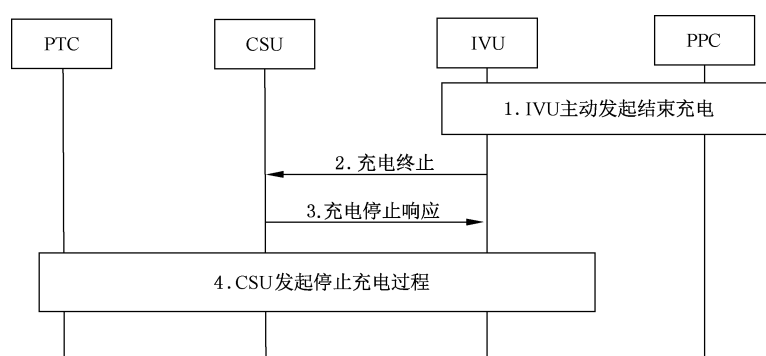 PTC
CSU
IVU
PPC
1.IVU主动发起结束充电
2.充电终止
3.充电停止响应
4.CSU发起停止充电过程